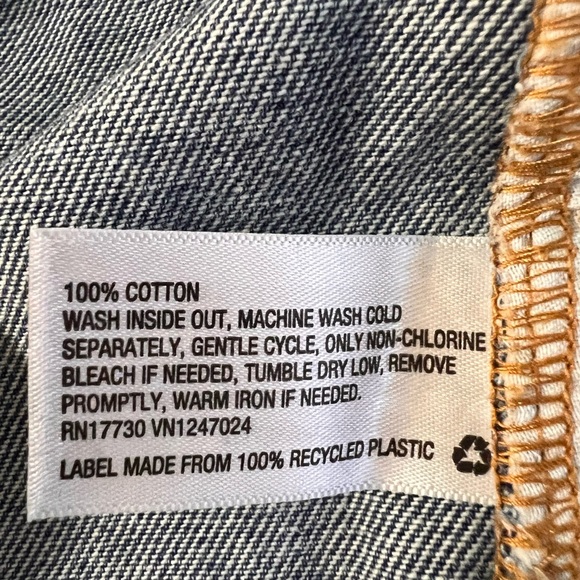 100% COTTON
WASH INSIDE OUT, MACHINE WASH COLD
SEPARATELY, GENTLE CYCLE, ONLY NON-CHLORINE
BLEACH IF NEEDED, TUMBLE DRY LOW, REMOVE
PROMPTLY, WARM IRON IF NEEDED.
RN17730 VN1247024
LABEL MADE FROM 100% RECYCLED PLASTIC